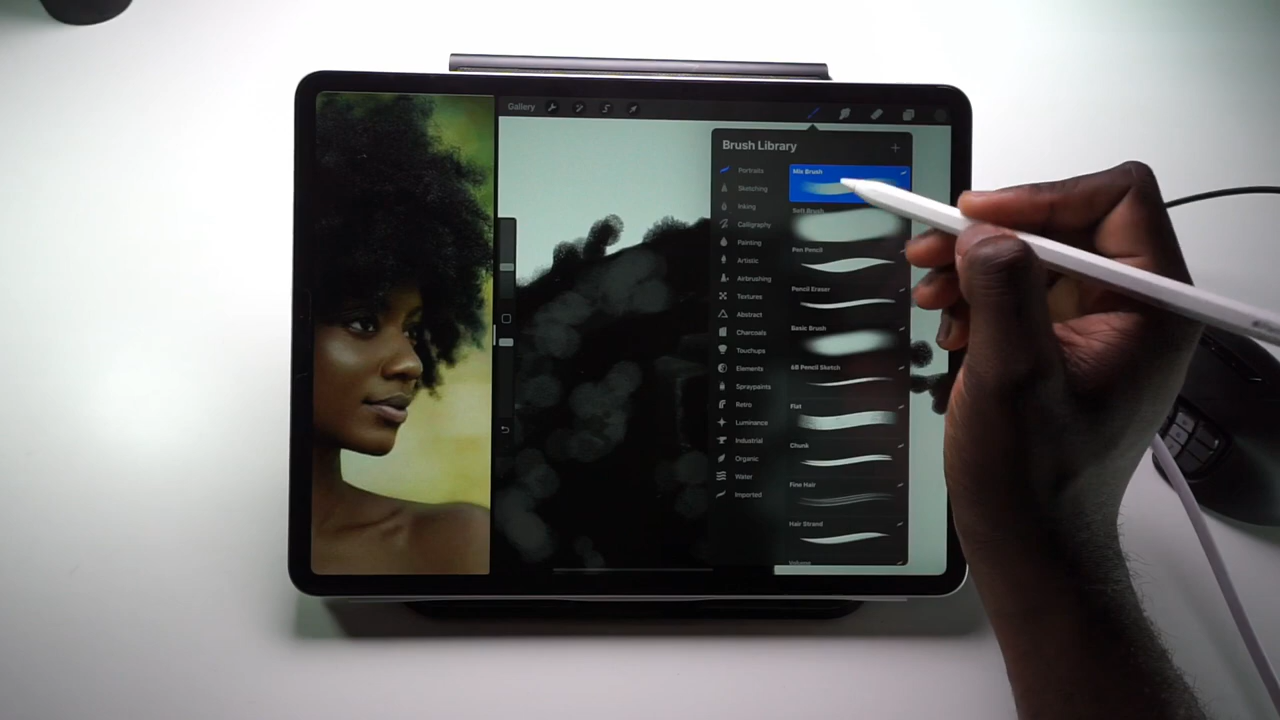 Gallery
Brush Library
Portraits
Sketching
Inking
Calligraphy
Painting
Artistic
Airbrushing
Textures
Abstract
Charcoals
Touchups
Elements
Spraypaints
Retro
Luminance
Industrial
Organic
Water
Imported
Mix Brush
Soft Brush
Pen Pencil
Pencil Eraser
Basic Brush
6B Pencil Sketch
Flat
Chunk
Fine Hair
Hair Strand
Volume